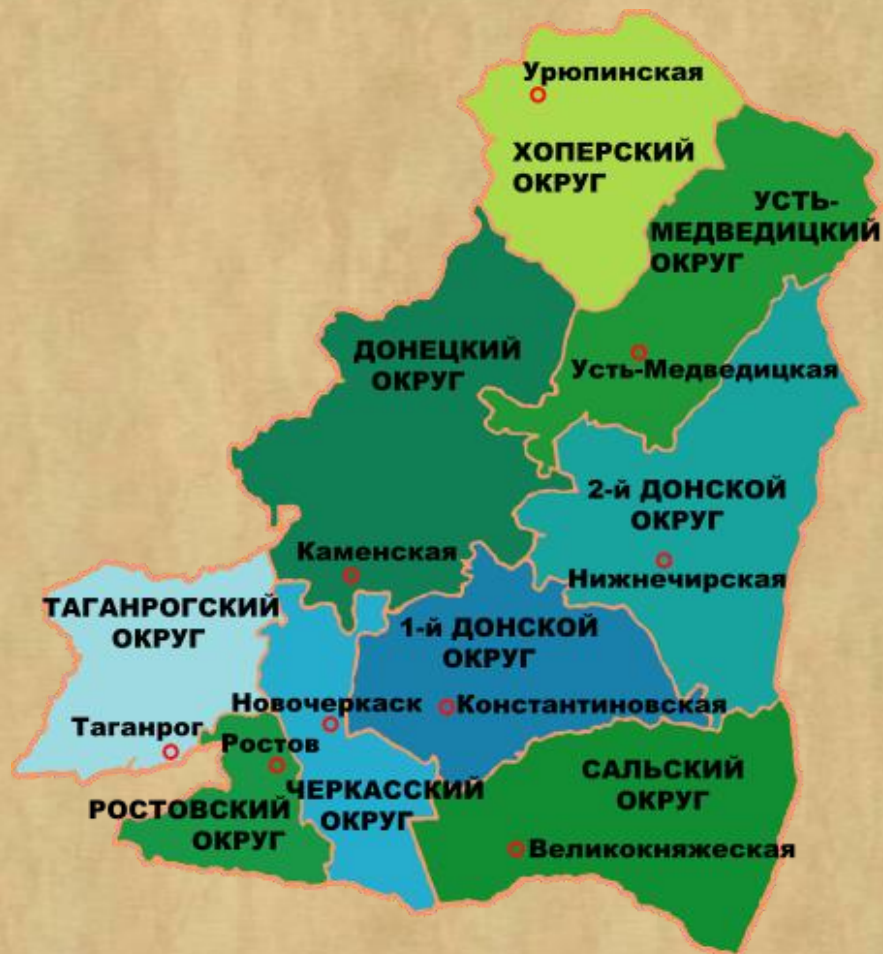 Урюпинская
ХОПЕРСКИЙ
ОКРУГ
УСТЬ-
МЕДВЕДИЦКИЙ
ОКРУГ
ДОНЕЦКИЙ
ОКРУГ
Усть-Медведицкая
2-й ДОНСКОЙ
ОКРУГ
Каменская
Нижнечирская
ТАГАНРОГСКИЙ
ОКРУГ
1-й ДОНСКОЙ
ОКРУГ
Новочеркаск
Константиновская
Таганрог
Ростов
ЧЕРКАССКИЙ
ОКРУГ
САЛЬСКИЙ
ОКРУГ
РОСТОВСКИЙ
ОКРУГ
Великокняжеская